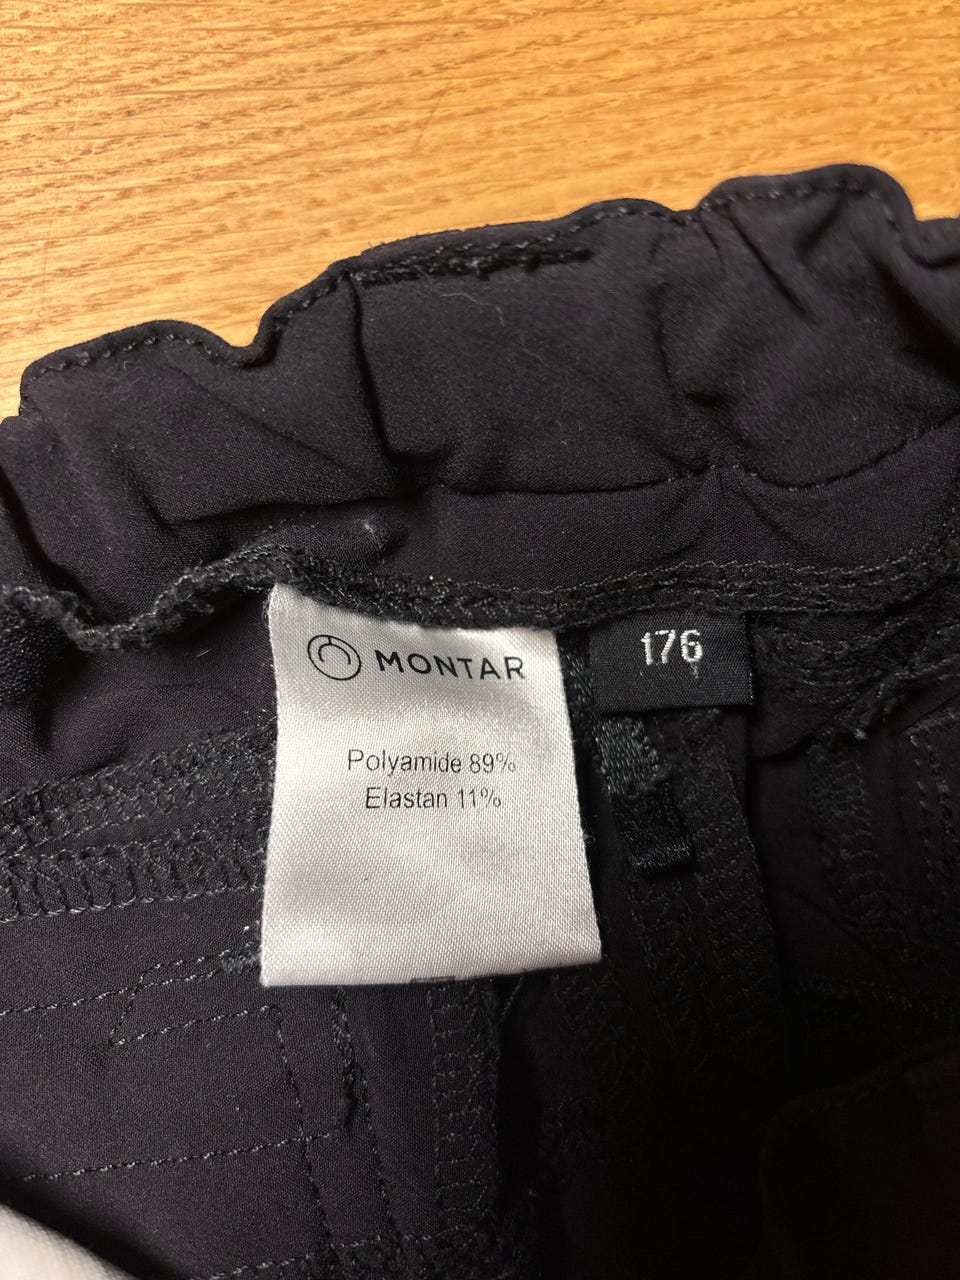 MONTAR
176
Polyamide 89%
Elastan 11%